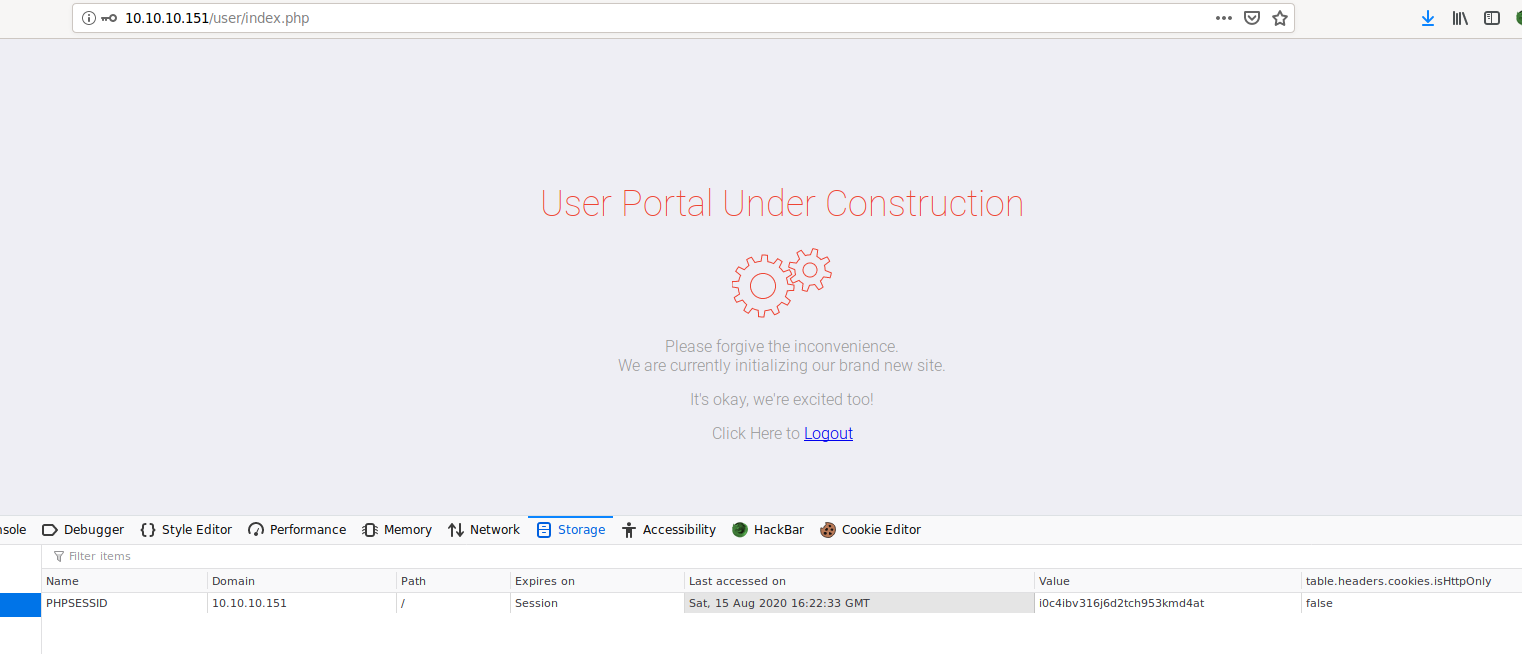 10.10.10.151/user/index.php
User Portal Under Construction
Please forgive the inconvenience.
We are currently initializing our brand new site.
It's okay, we're excited too!
Click Here to Logout
nsole Debugger Style Editor Performance Memory Network Storage Accessibility HackBar Cookie Editor
Filter items
Name Domain Path Expires on Last accessed on Value table.headers.cookies.isHttpOnly
PHPSESSID 10.10.10.151 / Session Sat, 15 Aug 2020 16:22:33 GMT i0c4ibv316j6d2tch953kmd4at false